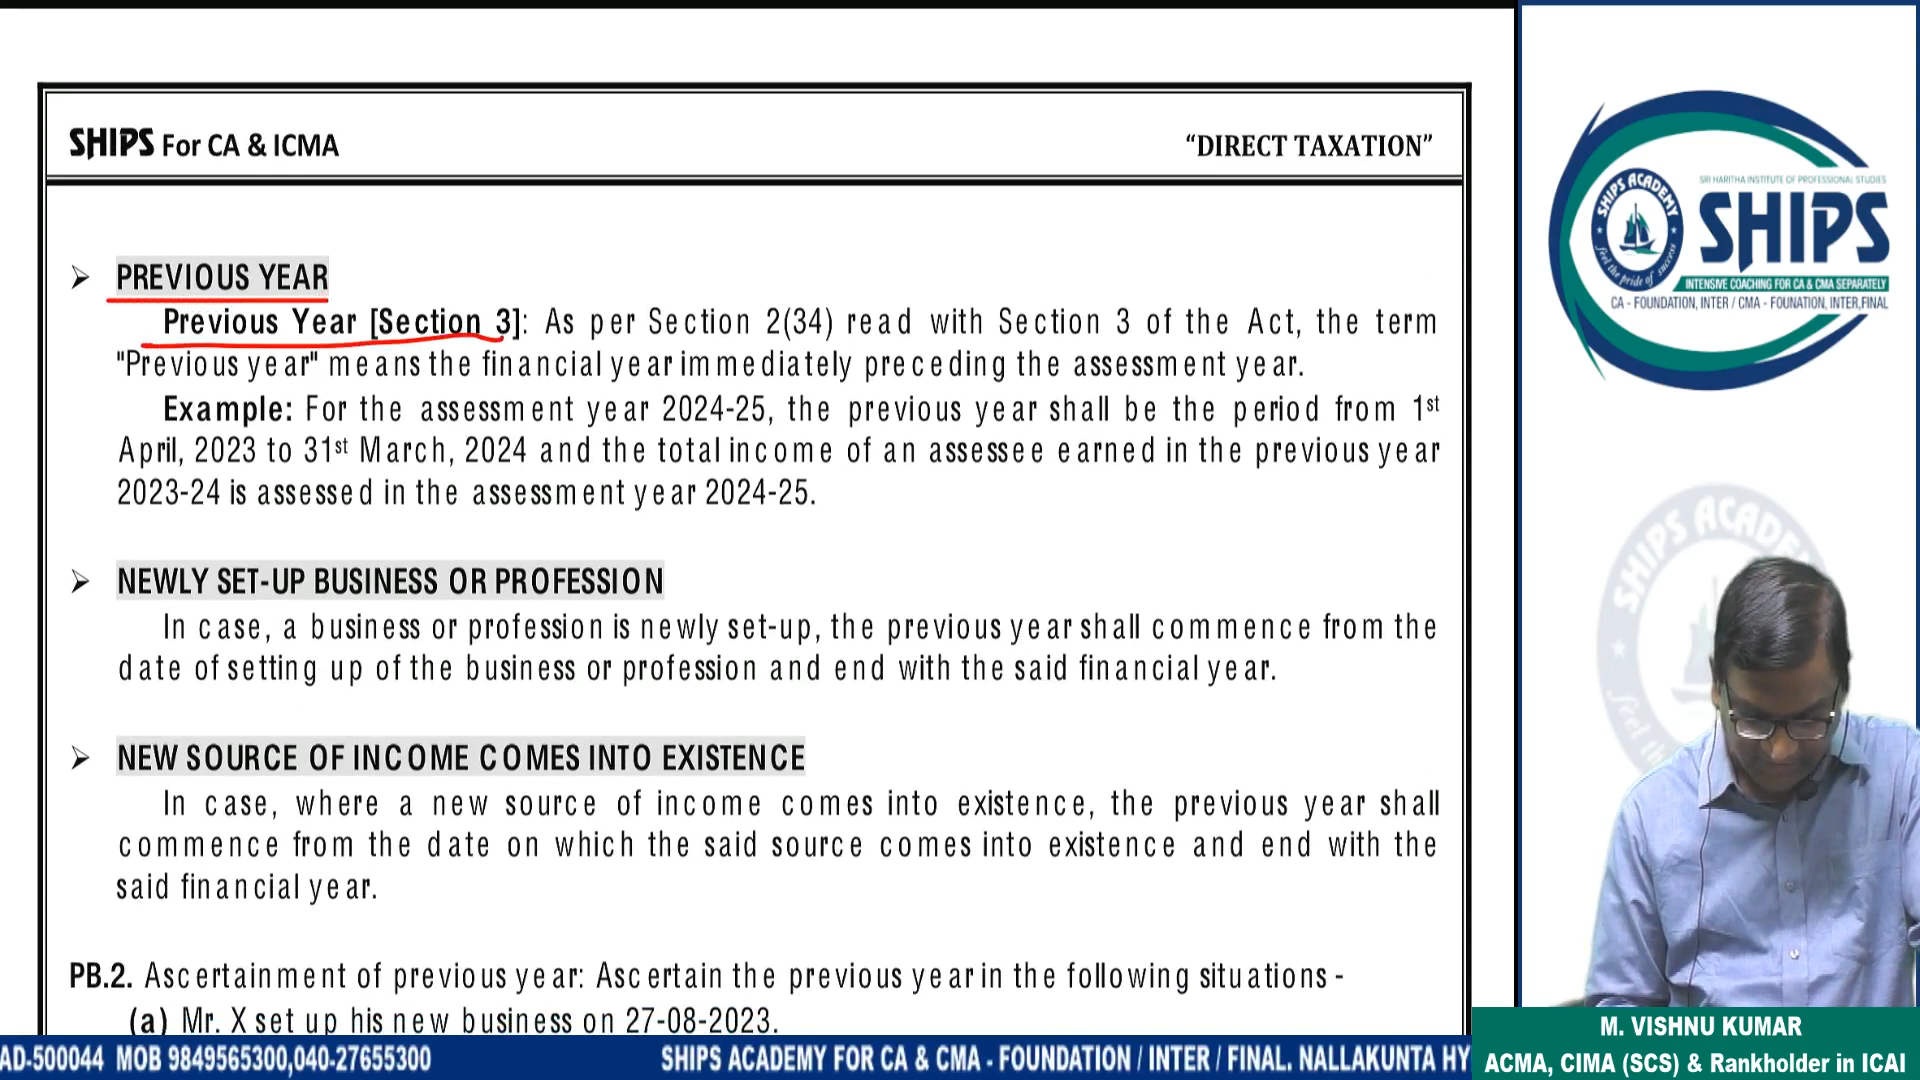 SHIPS For CA & ICMA
“DIRECT TAXATION”
➢ PREVIOUS YEAR
Previous Year [Section 3]: As per Section 2(34) read with Section 3 of the Act, the term
"Previous year" means the financial year immediately preceding the assessment year.
Example: For the assessment year 2024-25, the previous year shall be the period from 1st
April, 2023 to 31st March, 2024 and the total income of an assessee earned in the previous year
2023-24 is assessed in the assessment year 2024-25.
➢ NEWLY SET-UP BUSINESS OR PROFESSION
In case, a business or profession is newly set-up, the previous year shall commence from the
date of setting up of the business or profession and end with the said financial year.
➢ NEW SOURCE OF INCOME COMES INTO EXISTENCE
In case, where a new source of income comes into existence, the previous year shall
commence from the date on which the said source comes into existence and end with the
said financial year.
PB.2. Ascertainment of previous year: Ascertain the previous year in the following situations -
(a) Mr. X set up his new business on 27-08-2023.
SRI HARITHA INSTITUTE OF PROFESSIONAL STUDIES
SHIPS ACADEMY
feel the pride of success
SHIPS
INTENSIVE COACHING FOR CA & CMA SEPARATELY
CA - FOUNDATION, INTER / CMA - FOUNATION, INTER,FINAL
SHIPS ACADEMY
feel th
M. VISHNU KUMAR
ACMA, CIMA (SCS) & Rankholder in ICAI
AD-500044 MOB 9849565300,040-27655300
SHIPS ACADEMY FOR CA & CMA - FOUNDATION / INTER / FINAL. NALLAKUNTA HY